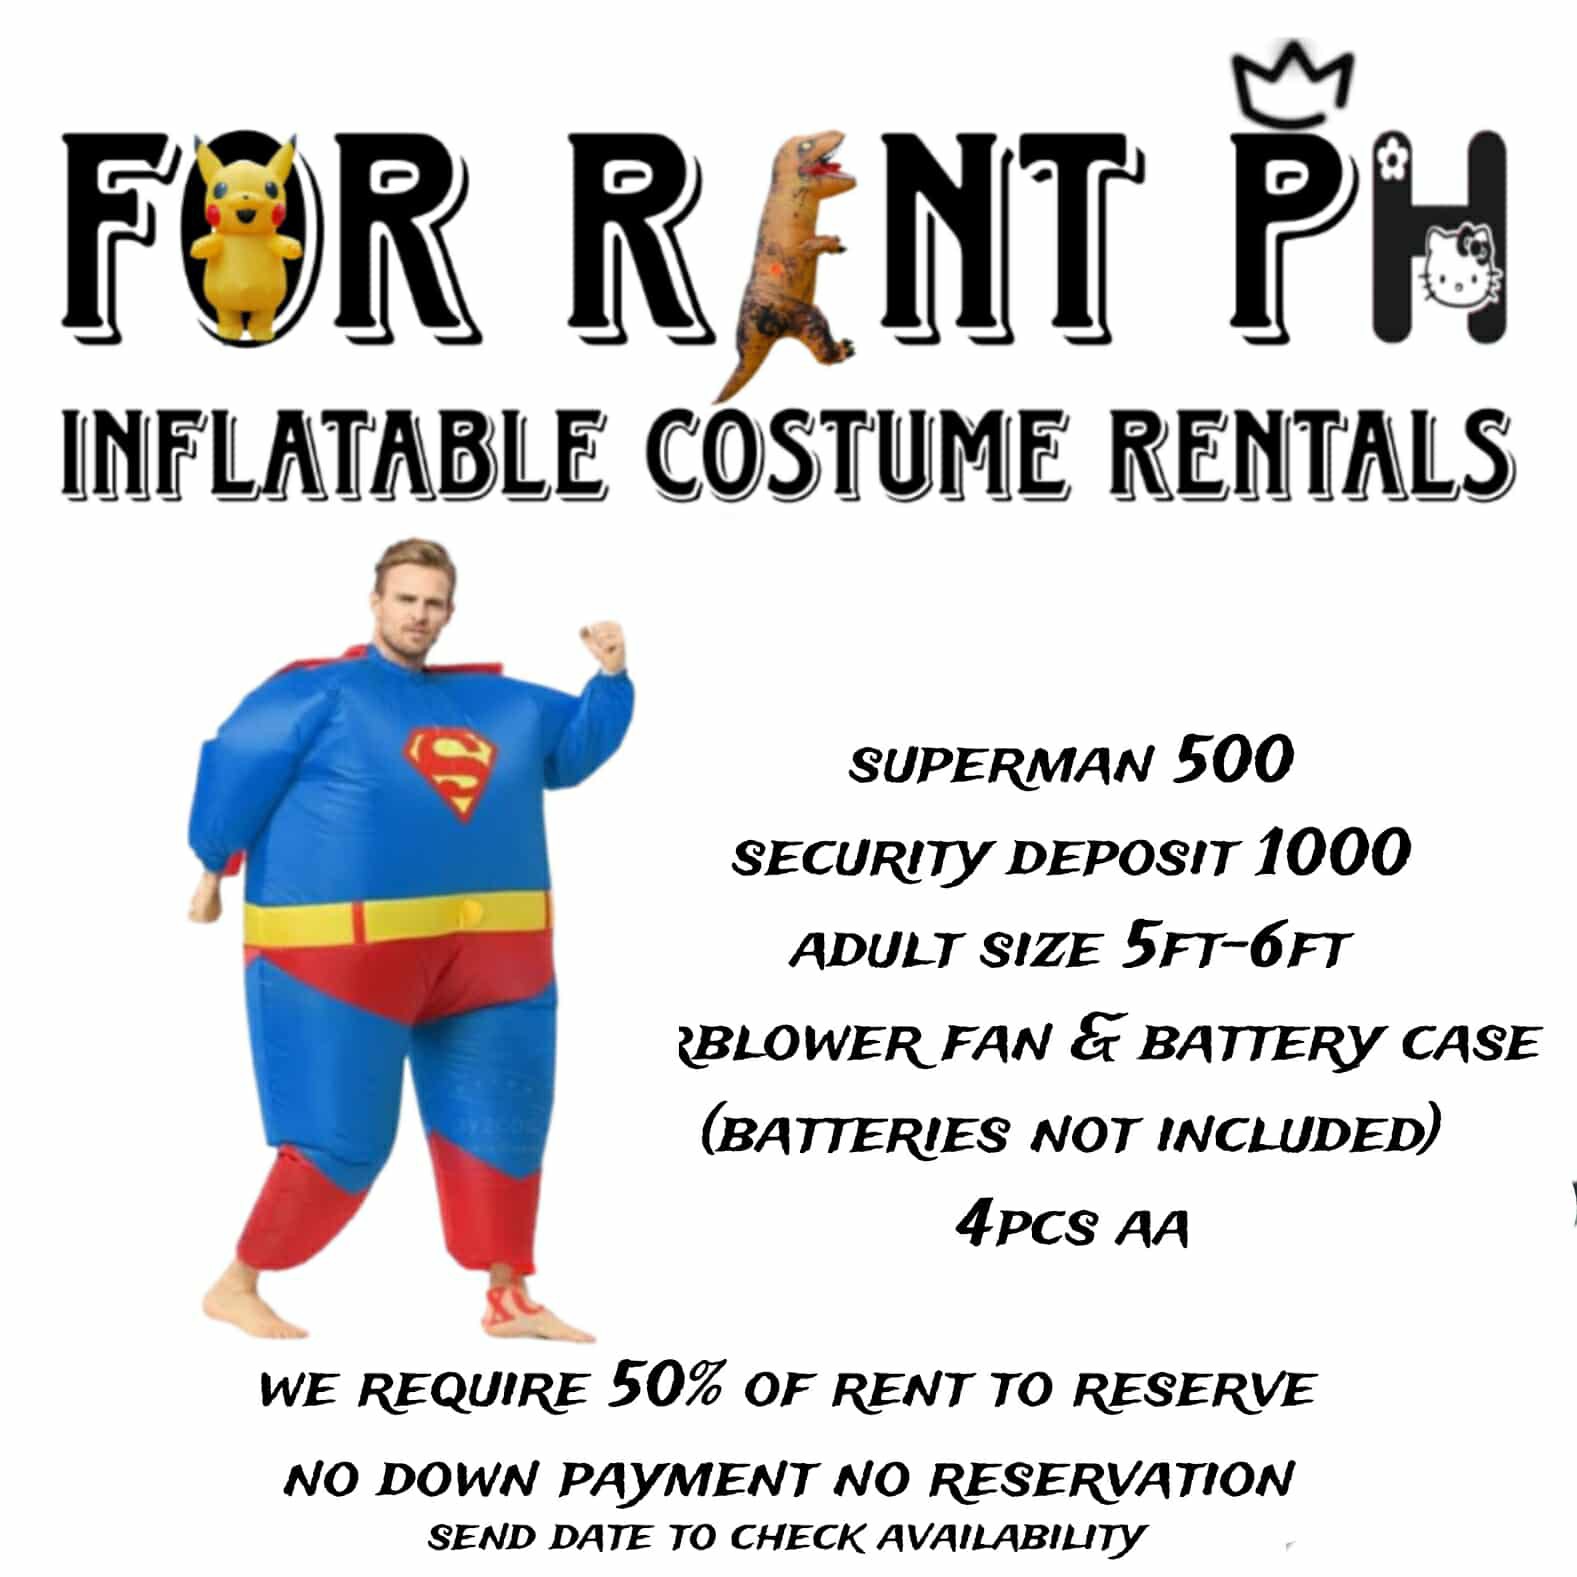 FOR RENT PH
INFLATABLE COSTUME RENTALS
SUPERMAN 500
SECURITY DEPOSIT 1000
ADULT SIZE 5FT-6FT
RBLOWER FAN & BATTERY CASE
(BATTERIES NOT INCLUDED)
4PCS AA
WE REQUIRE 50% OF RENT TO RESERVE
NO DOWN PAYMENT NO RESERVATION
SEND DATE TO CHECK AVAILABILITY